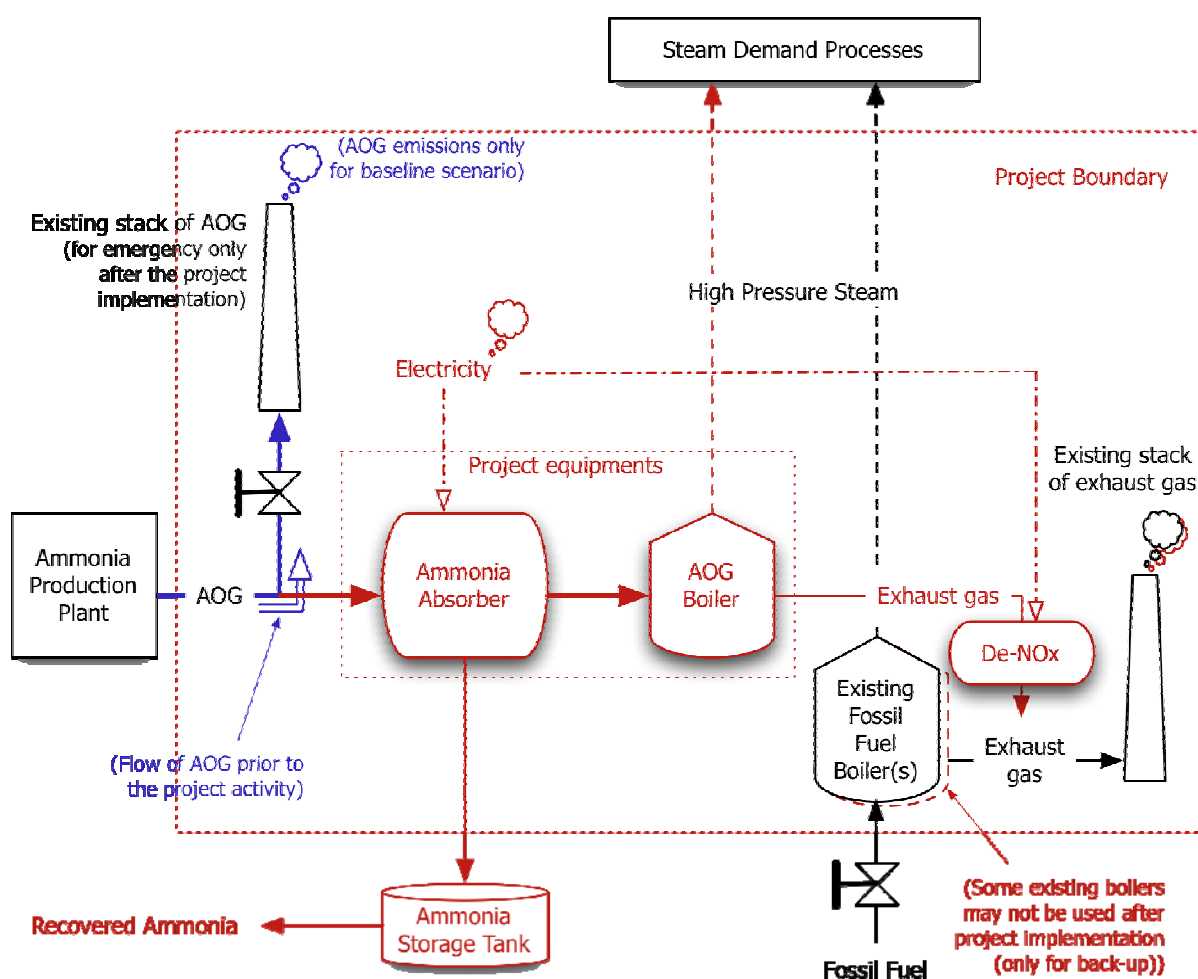 Steam Demand Processes
(AOG emissions only
for baseline scenario)
Project Boundary
Existing stack of AOG
(for emergency only
after the project
implementation)
High Pressure Steam
Electricity
Project equipments
Existing stack
of exhaust gas
Ammonia
Production
Plant
AOG
Ammonia
Absorber
AOG
Boiler
Exhaust gas
De-NOx
Existing
Fossil
Fuel
Boiler(s)
Exhaust
gas
(Flow of AOG prior to
the project activity)
Recovered Ammonia
Ammonia
Storage Tank
(Some existing boilers
may not be used after
project implementation
(only for back-up))
Fossil Fuel